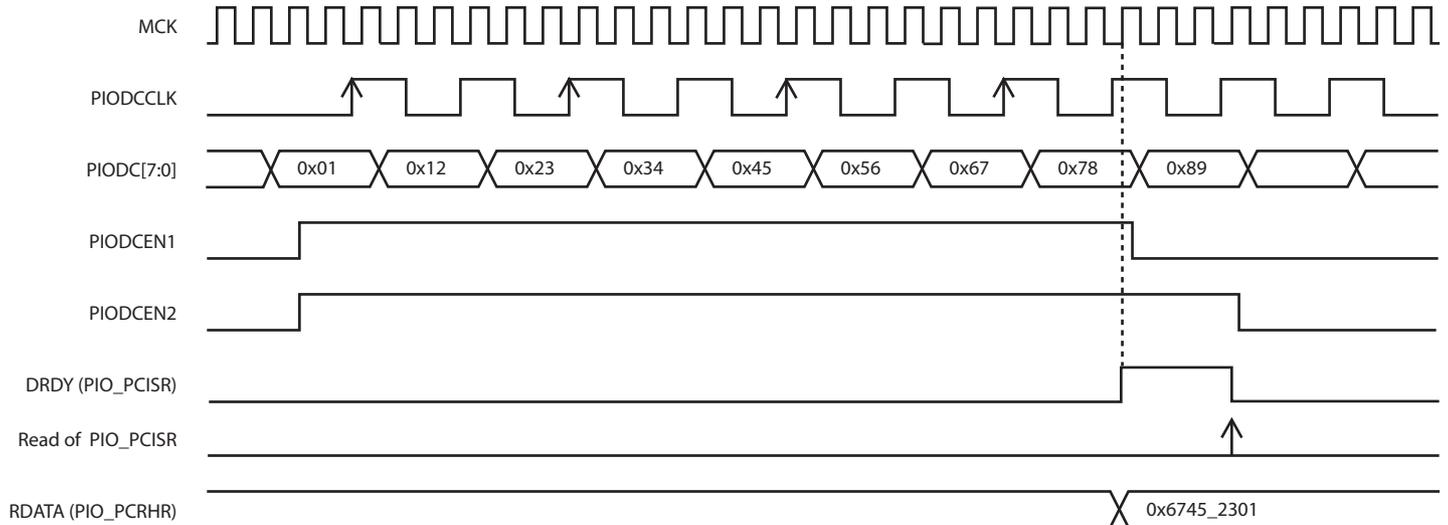 MCK
PIODCCLK
PIODC[7:0] 0x01 0x12 0x23 0x34 0x45 0x56 0x67 0x78 0x89
PIODCEN1
PIODCEN2
DRDY (PIO_PCISR)
Read of PIO_PCISR
RDATA (PIO_PCRHR) 0x6745_2301